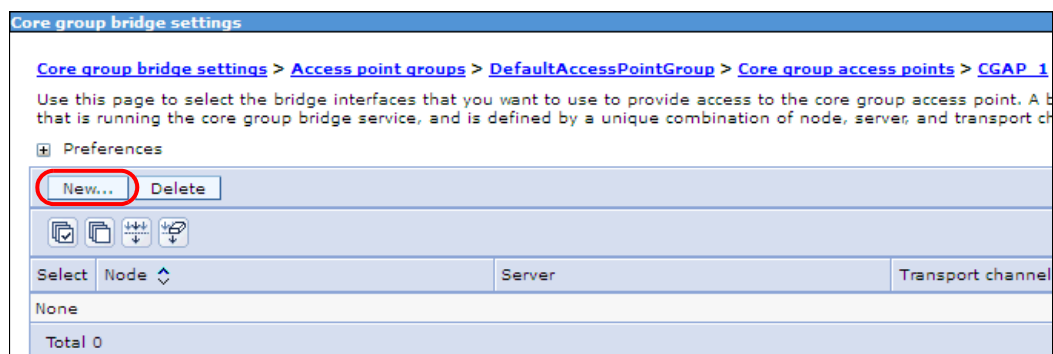 Core group bridge settings
Core group bridge settings > Access point groups > DefaultAccessPointGroup > Core group access points > CGAP_1
Use this page to select the bridge interfaces that you want to use to provide access to the core group access point. A b
that is running the core group bridge service, and is defined by a unique combination of node, server, and transport ch
Preferences
New... Delete
Select Node Server Transport channel
None
Total 0